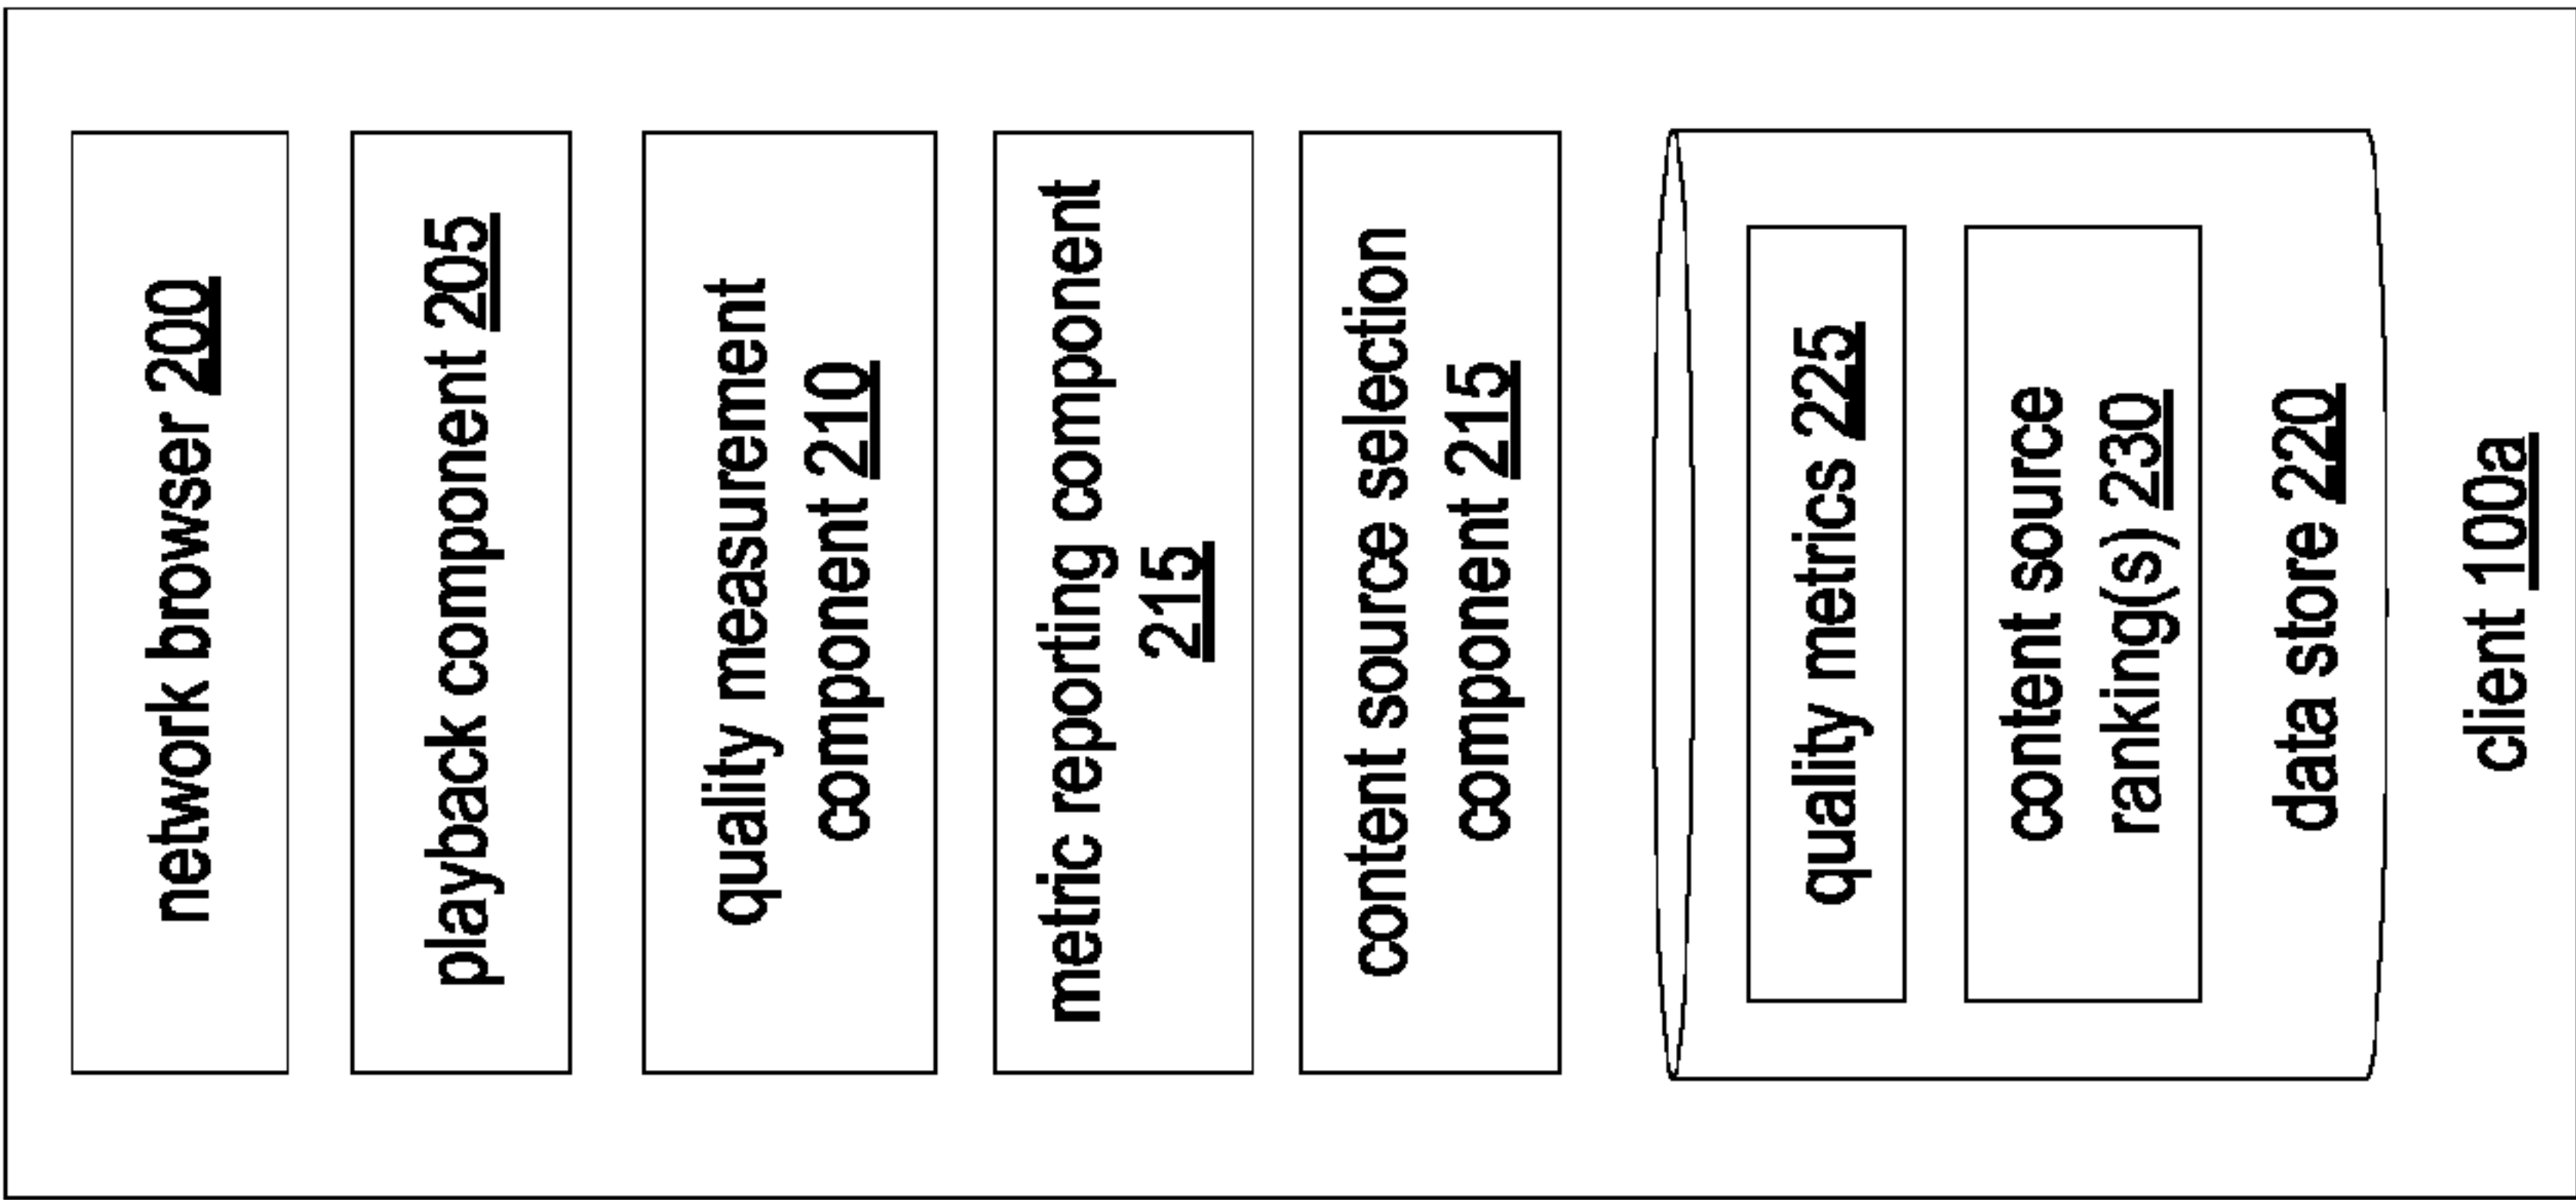 network browser 200
playback component 205
quality measurement
component 210
metric reporting component
215
content source selection
component 215
quality metrics 225
content source
ranking(s) 230
data store 220
client 100a